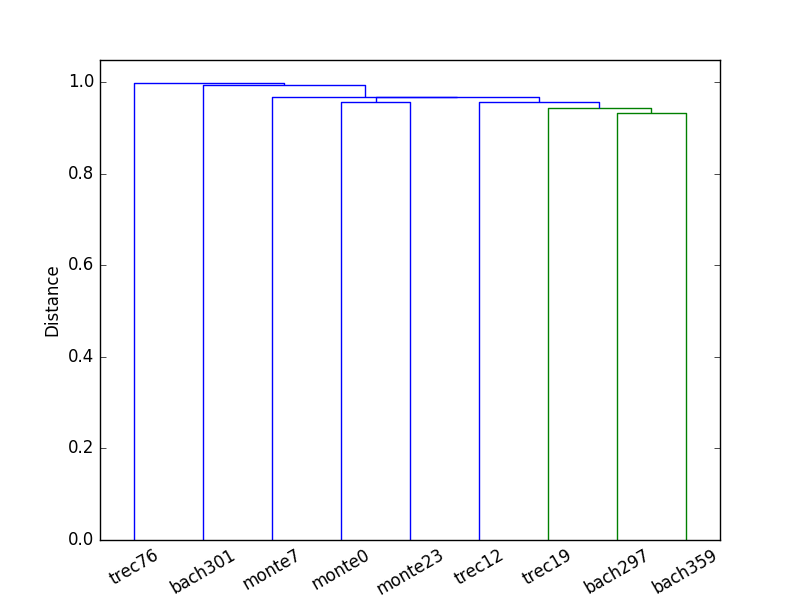 1.0
0.8
0.6
0.4
0.2
0.0
Distance
trec76
bach301
monte7
monte0
monte23
trec12
trec19
bach297
bach359